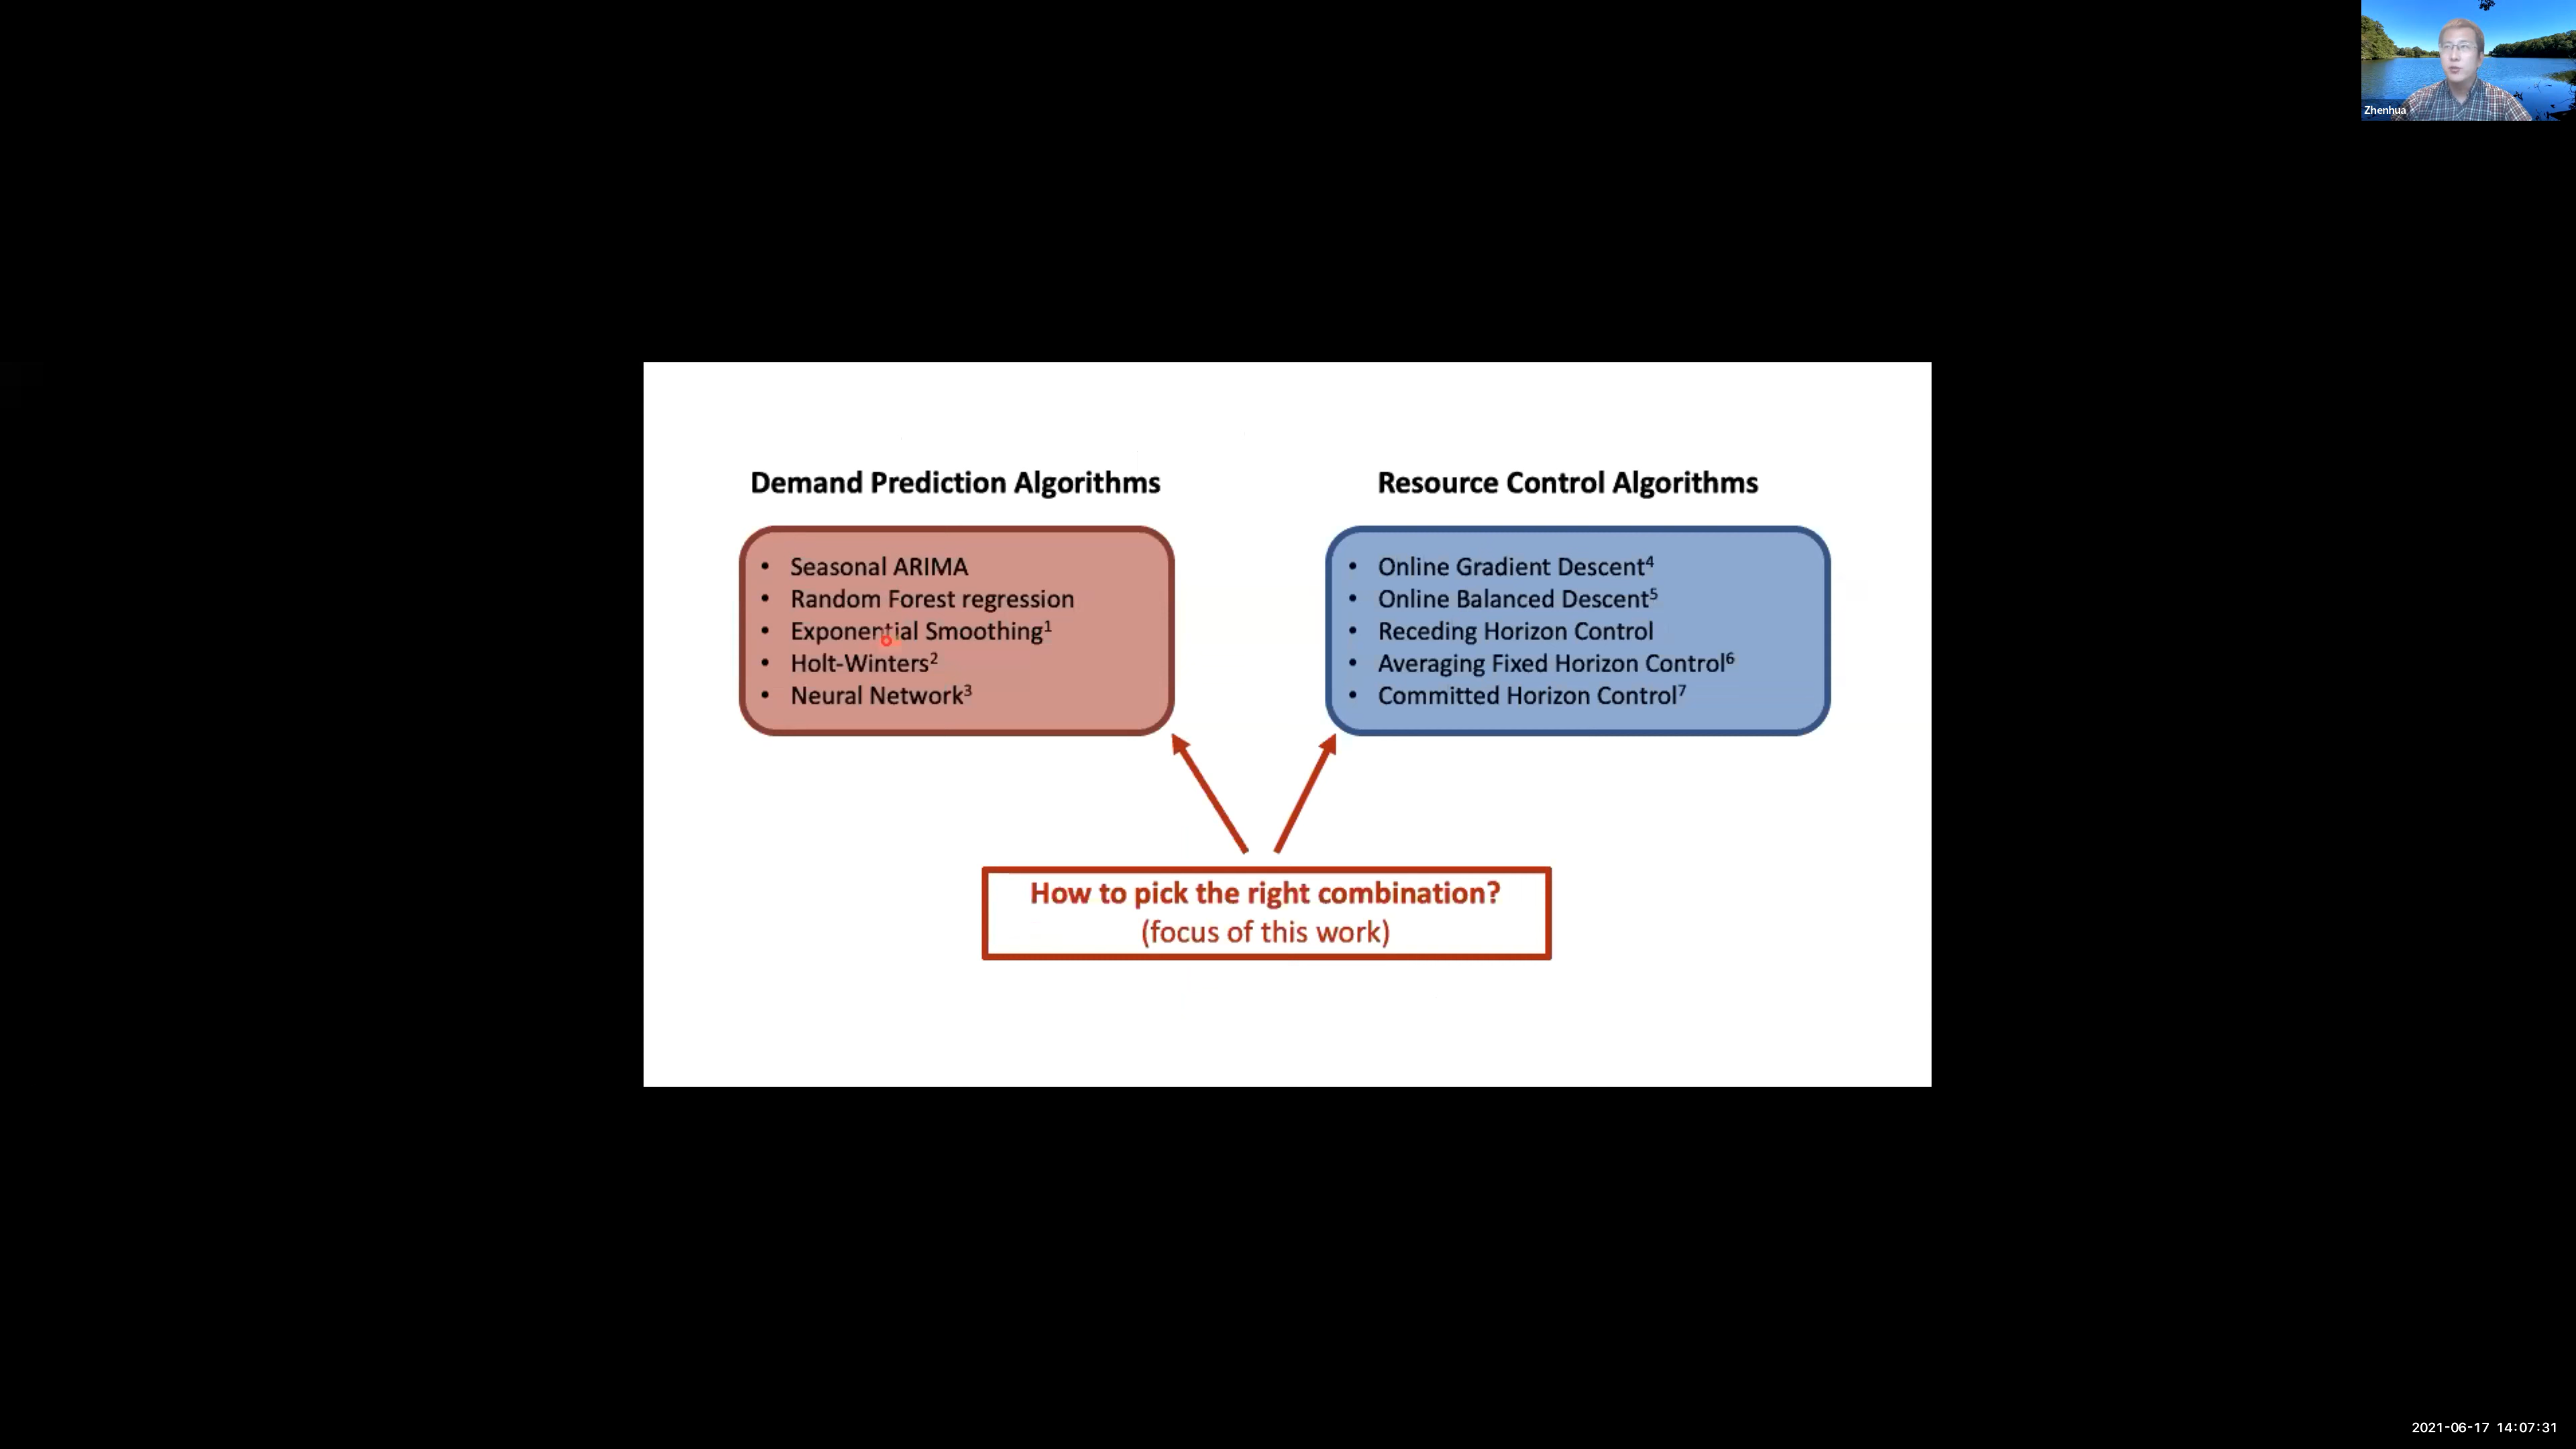 Zhenhua
Demand Prediction Algorithms
• Seasonal ARIMA
• Random Forest regression
• Exponential Smoothing¹
• Holt-Winters²
• Neural Network³
Resource Control Algorithms
• Online Gradient Descent⁴
• Online Balanced Descent⁵
• Receding Horizon Control
• Averaging Fixed Horizon Control⁶
• Committed Horizon Control⁷
How to pick the right combination?
(focus of this work)
2021-06-17 14:07:31